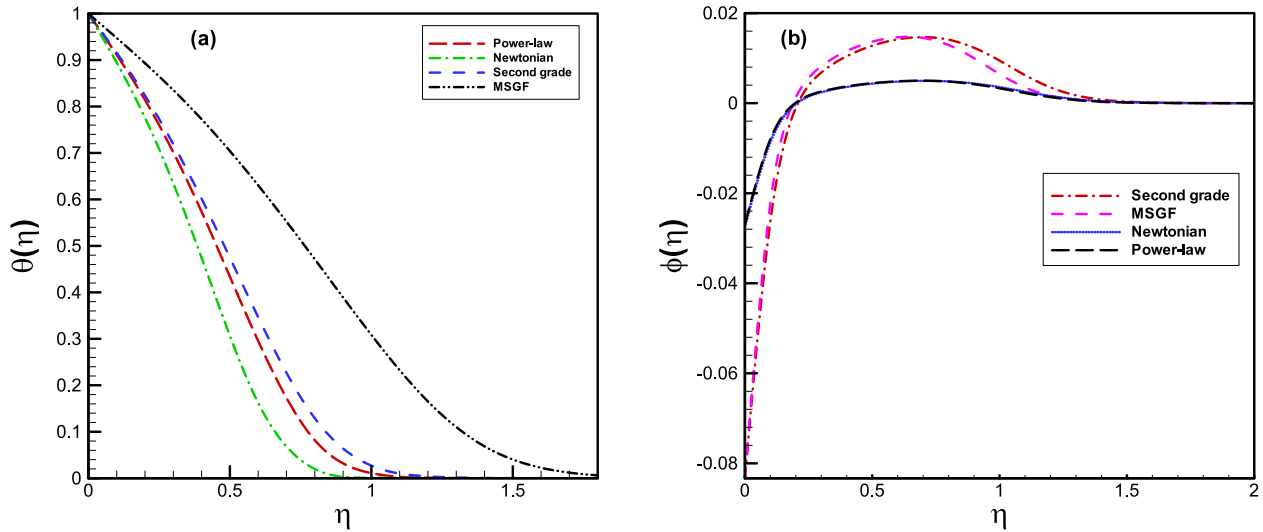 (a)
Power-law
Newtonian
Second grade
MSGF
1
0.9
0.8
0.7
0.6
0.5
0.4
0.3
0.2
0.1
0
θ(η)
0
0.5
1
1.5
η
(b)
Second grade
MSGF
Newtonian
Power-law
0.02
0
-0.02
-0.04
-0.06
-0.08
ϕ(η)
0
0.5
1
1.5
2
η